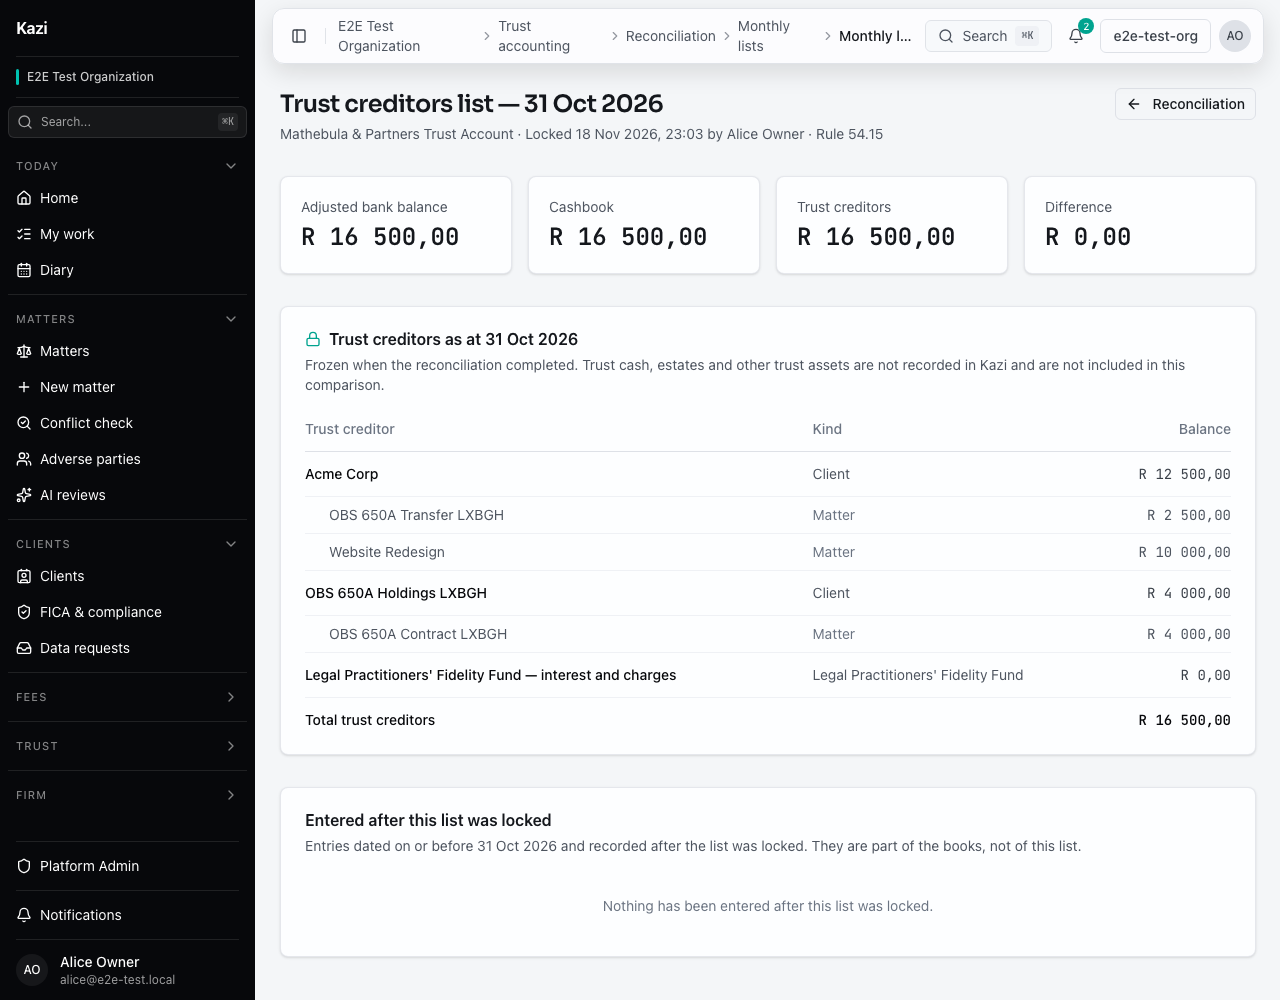 Kazi
E2E Test Organization
Search...
⌘K
TODAY
Home
My work
Diary
MATTERS
Matters
New matter
Conflict check
Adverse parties
AI reviews
CLIENTS
Clients
FICA & compliance
Data requests
FEES
TRUST
FIRM
Platform Admin
Notifications
AO
Alice Owner
alice@e2e-test.local
E2E Test
Organization
Trust
accounting
Reconciliation
Monthly
lists
Monthly l...
Search ⌘K
2
e2e-test-org
AO
Trust creditors list — 31 Oct 2026
Reconciliation
Mathebula & Partners Trust Account · Locked 18 Nov 2026, 23:03 by Alice Owner · Rule 54.15
Adjusted bank balance
R 16 500,00
Cashbook
R 16 500,00
Trust creditors
R 16 500,00
Difference
R 0,00
Trust creditors as at 31 Oct 2026
Frozen when the reconciliation completed. Trust cash, estates and other trust assets are not recorded in Kazi and are not included in this
comparison.
Trust creditor Kind Balance
Acme Corp Client R 12 500,00
OBS 650A Transfer LXBGH Matter R 2 500,00
Website Redesign Matter R 10 000,00
OBS 650A Holdings LXBGH Client R 4 000,00
OBS 650A Contract LXBGH Matter R 4 000,00
Legal Practitioners' Fidelity Fund — interest and charges Legal Practitioners' Fidelity Fund R 0,00
Total trust creditors R 16 500,00
Entered after this list was locked
Entries dated on or before 31 Oct 2026 and recorded after the list was locked. They are part of the books, not of this list.
Nothing has been entered after this list was locked.